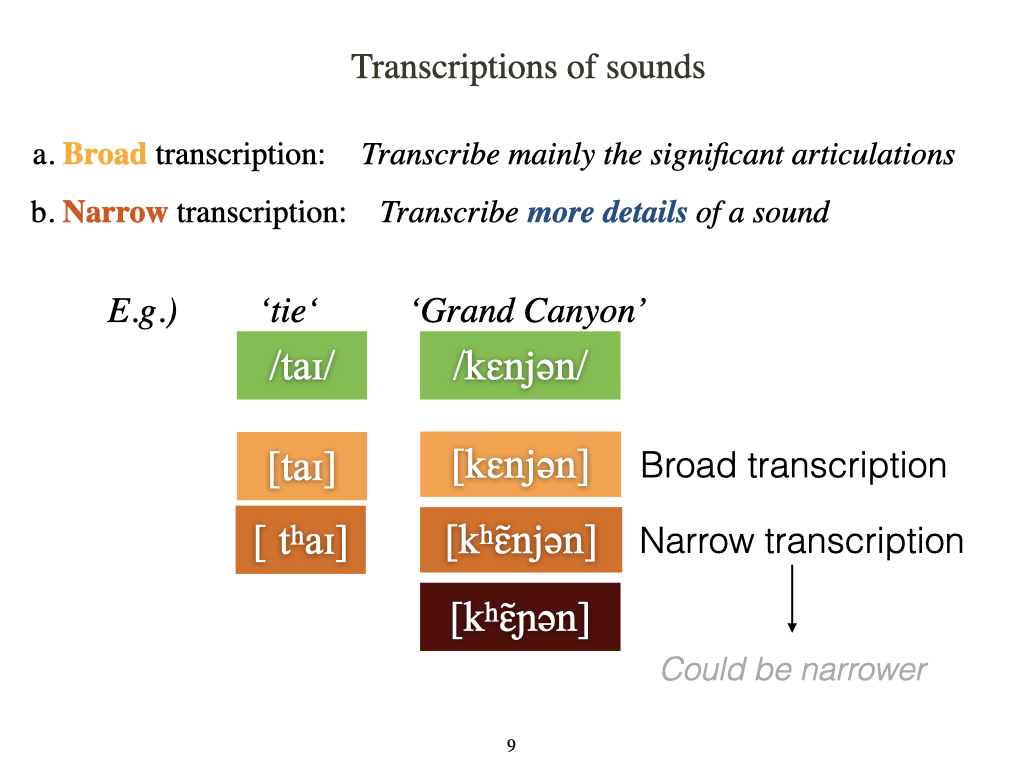 Transcriptions of sounds
a. Broad transcription: Transcribe mainly the significant articulations
b. Narrow transcription: Transcribe more details of a sound
E.g.) ‘tie‘ ‘Grand Canyon’
/taɪ/ /kɛnjən/
[taɪ] [kɛnjən] Broad transcription
[ tʰaɪ] [kʰɛ̃njən] Narrow transcription
[kʰɛ̃ɲən]
Could be narrower
9